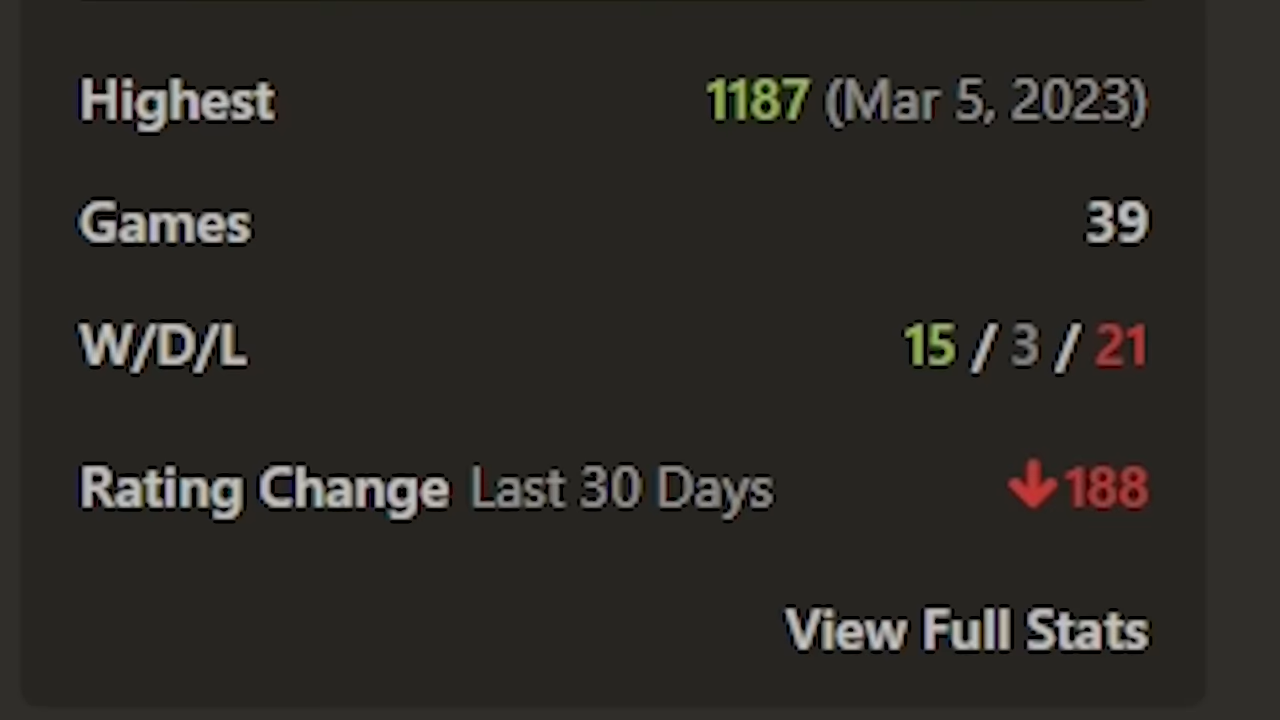 Highest 1187 (Mar 5, 2023)
Games 39
W/D/L 15 / 3 / 21
Rating Change Last 30 Days ↓188
View Full Stats